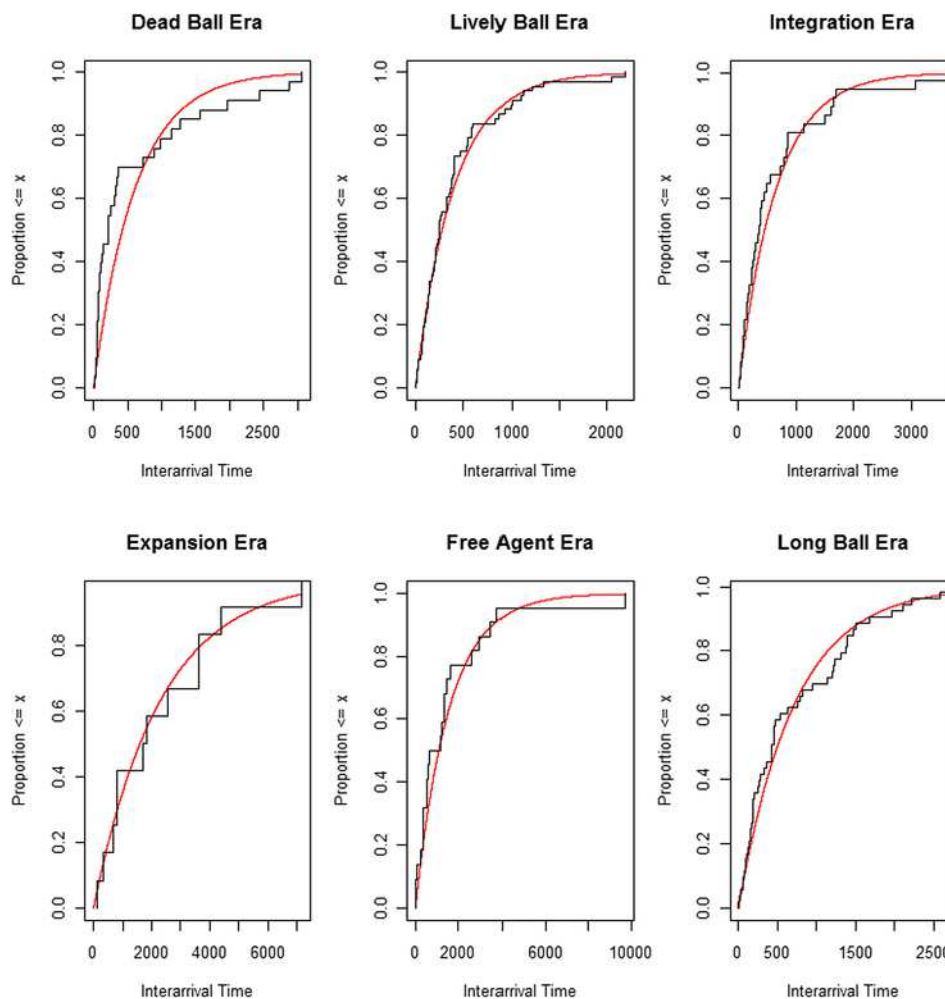 Dead Ball Era
Lively Ball Era
Integration Era
Proportion <= x
0.0 0.2 0.4 0.6 0.8 1.0
0 500 1500 2500
Interarrival Time
Proportion <= x
0.0 0.2 0.4 0.6 0.8 1.0
0 500 1000 2000
Interarrival Time
Proportion <= x
0.0 0.2 0.4 0.6 0.8 1.0
0 1000 2000 3000
Interarrival Time
Expansion Era
Free Agent Era
Long Ball Era
Proportion <= x
0.0 0.2 0.4 0.6 0.8
0 2000 4000 6000
Interarrival Time
Proportion <= x
0.0 0.2 0.4 0.6 0.8 1.0
0 2000 6000 10000
Interarrival Time
Proportion <= x
0.0 0.2 0.4 0.6 0.8 1.0
0 500 1500
Interarrival Time